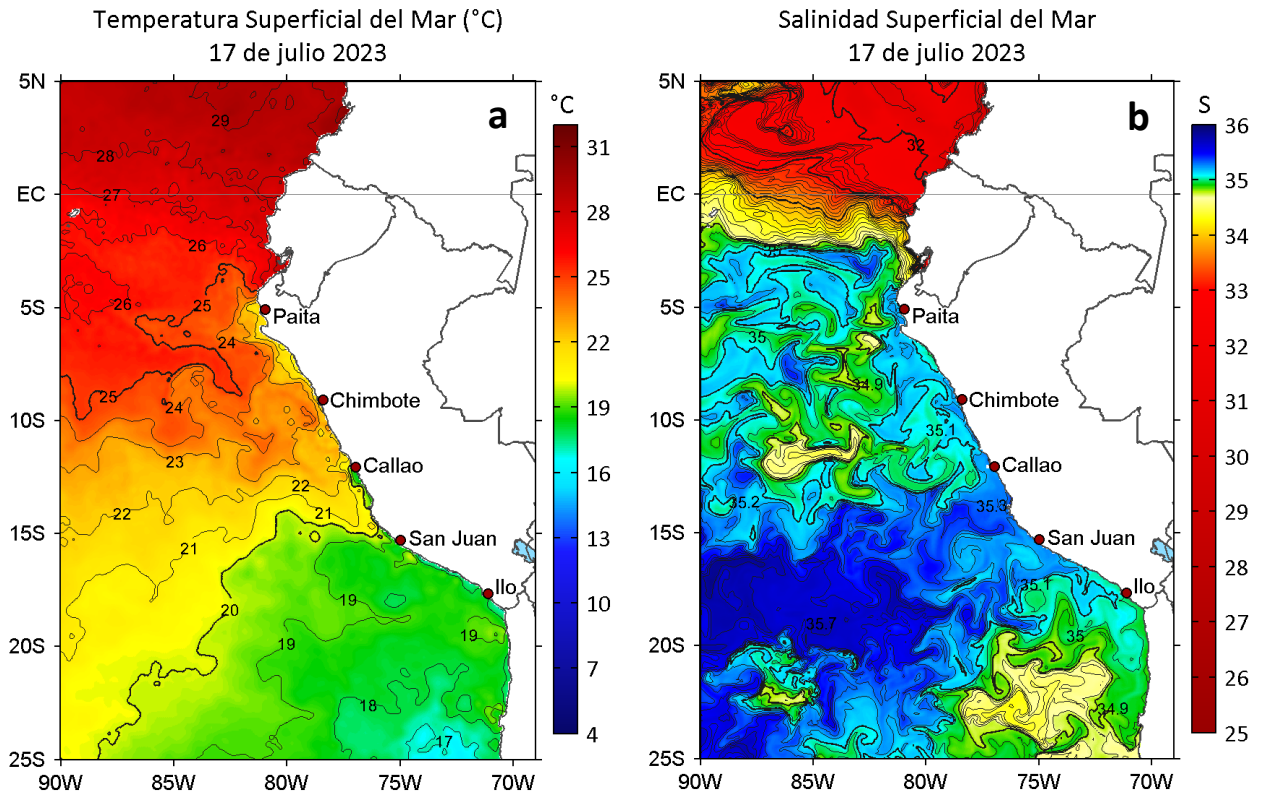 Temperatura Superficial del Mar (°C)
17 de julio 2023
5N
EC
5S
10S
15S
20S
25S
90W
85W
80W
75W
70W
a
29
28
27
26
26
25
24
25
24
23
22
22
21
21
20
19
19
19
18
17
Paita
Chimbote
Callao
San Juan
Ilo
°C
31
28
25
22
19
16
13
10
7
4
Salinidad Superficial del Mar
17 de julio 2023
5N
EC
5S
10S
15S
20S
25S
90W
85W
80W
75W
70W
b
32
35
34.9
35.1
35.2
35.3
35.1
35.7
35
34.9
Paita
Chimbote
Callao
San Juan
Ilo
S
36
35
34
33
32
31
30
29
28
27
26
25